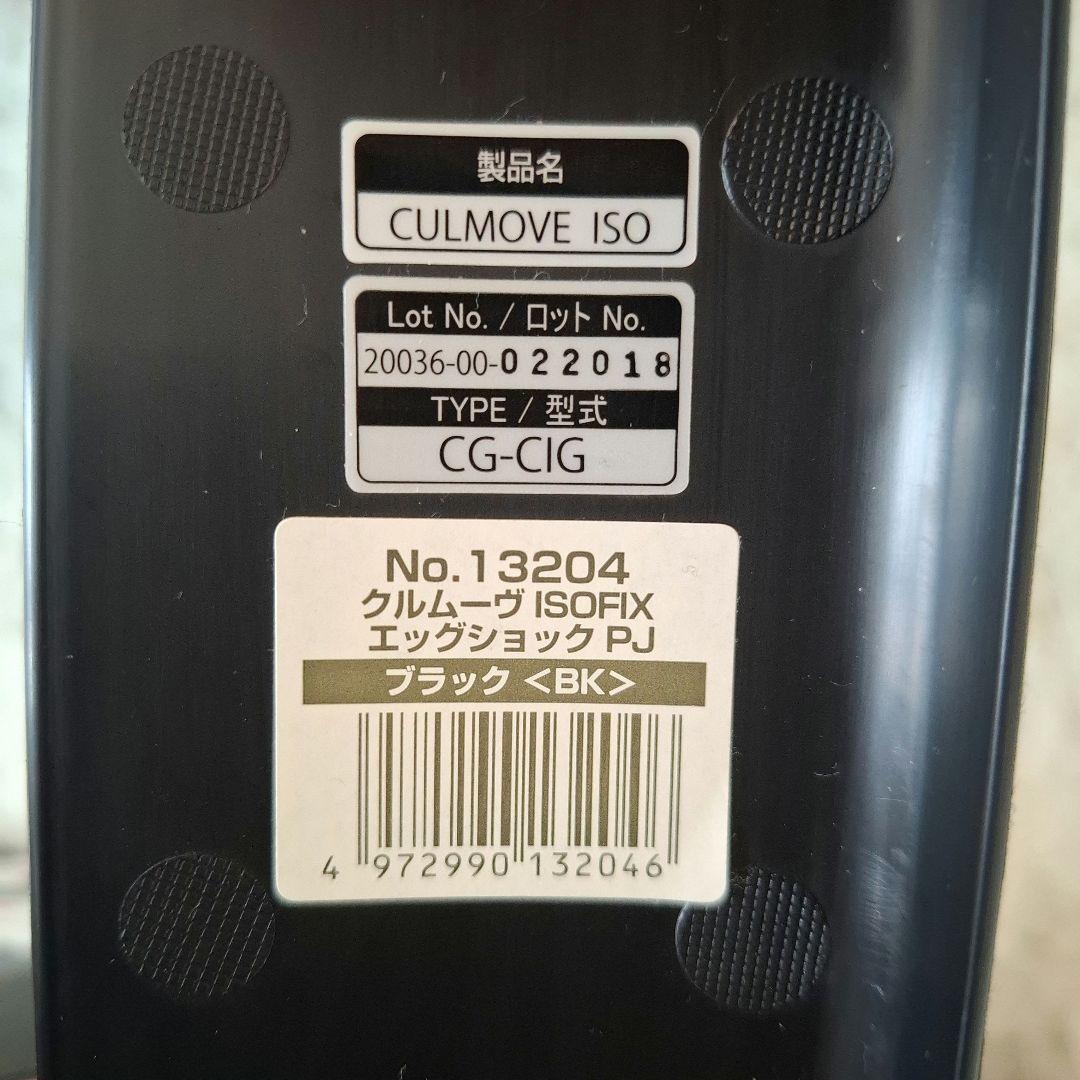 製品名
CULMOVE ISO
Lot No. / ロット No.
20036-00-022018
TYPE / 型式
CG-CIG
No.13204
クルムーヴ ISOFIX
エッグショック PJ
ブラック <BK>
4 972990 132046